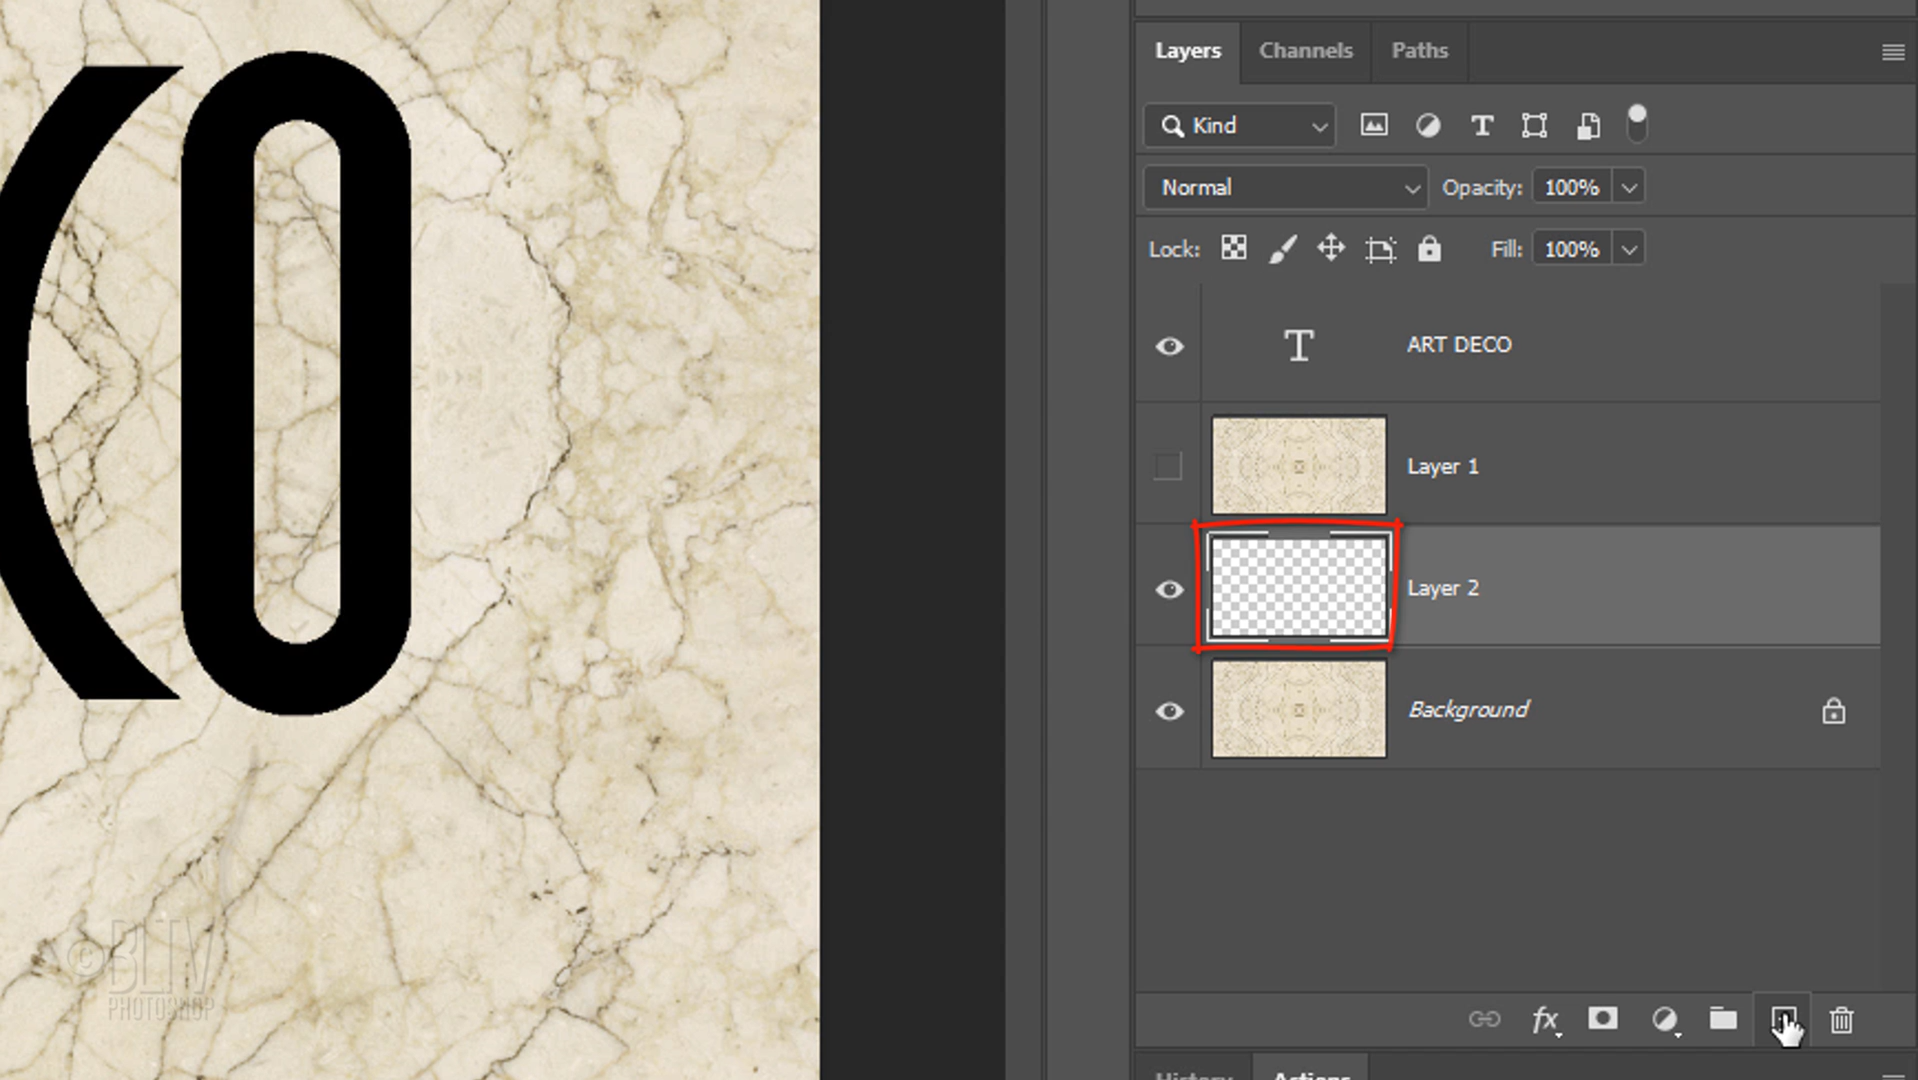 Layers Channels Paths
Kind
Normal Opacity: 100%
Lock: Fill: 100%
T ART DECO
Layer 1
Layer 2
Background
fx
History Actions
O
© BLTV
PHOTOSHOP